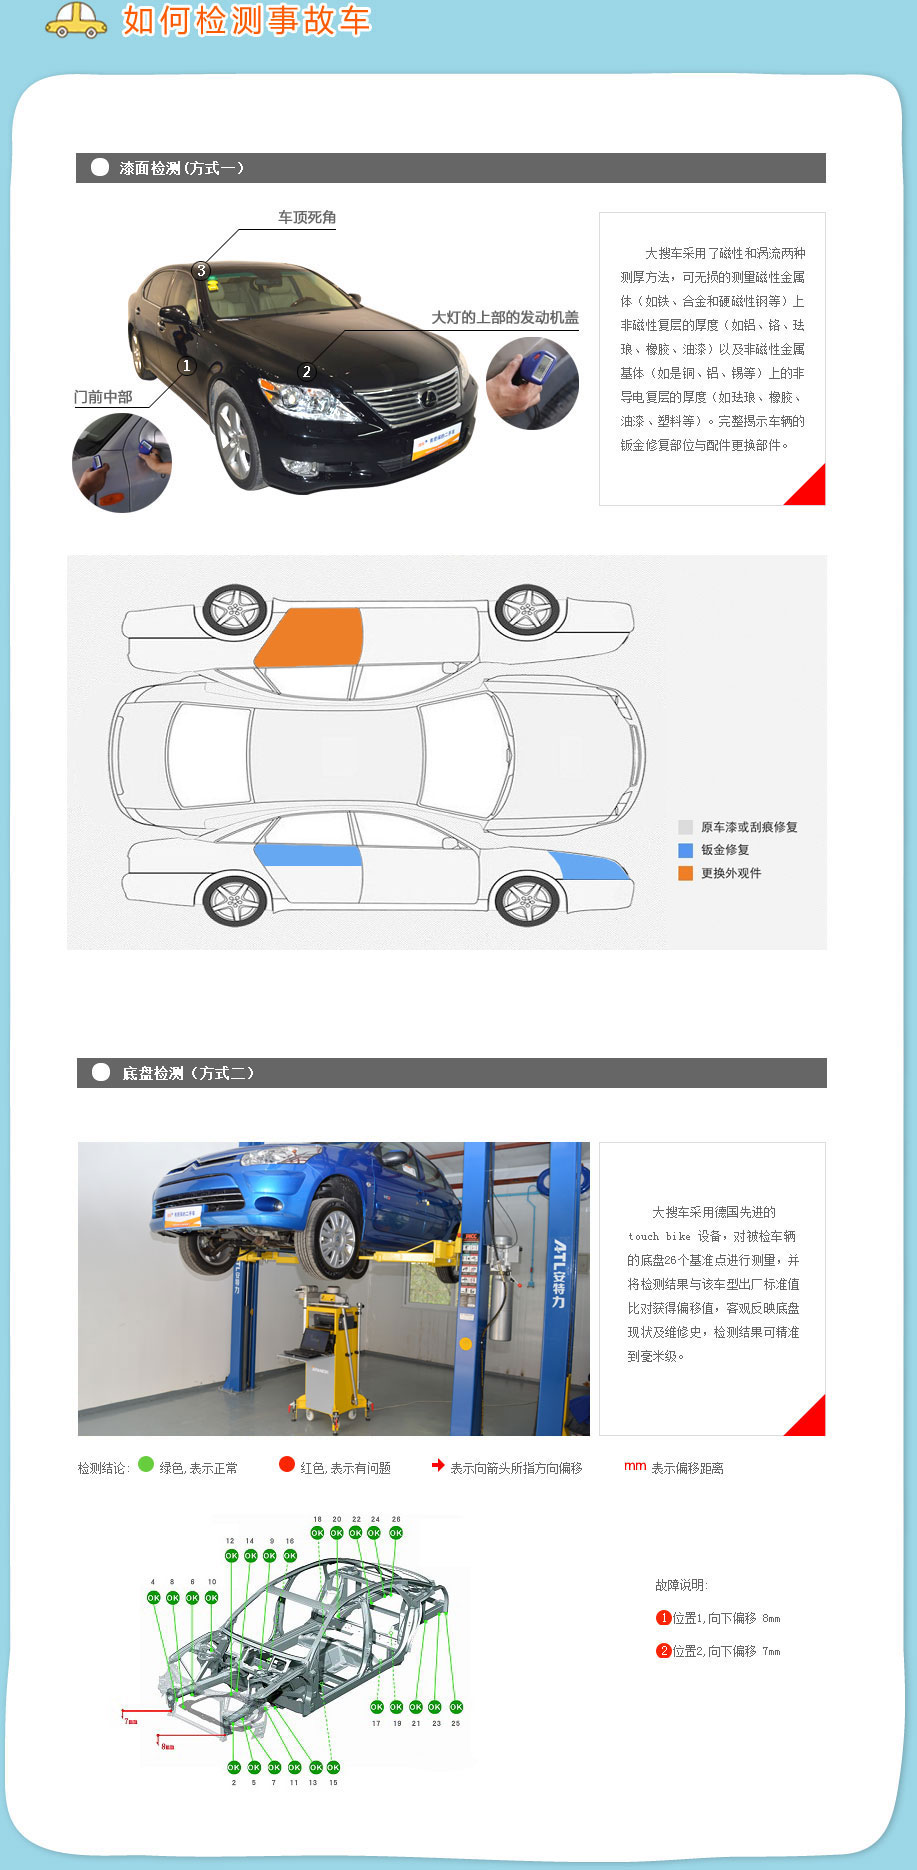 如何检测事故车
漆面检测(方式一)
车顶死角
3
大灯的上部的发动机盖
1
2
门前中部
大搜车采用了磁性和涡流两种
测厚方法，可无损的测量磁性金属
体（如铁、合金和硬磁性钢等）上
非磁性复层的厚度（如铝、铬、珐
琅、橡胶、油漆）以及非磁性金属
基体（如是铜、铝、锡等）上的非
导电复层的厚度（如珐琅、橡胶、
油漆、塑料等）。完整揭示车辆的
钣金修复部位与配件更换部件。
原车漆或刮痕修复
钣金修复
更换外观件
底盘检测（方式二）
安特力
大搜车采用德国先进的
touch bike 设备，对被检车辆
的底盘26个基准点进行测量，并
将检测结果与该车型出厂标准值
比对获得偏移值，客观反映底盘
现状及维修史，检测结果可精准
到毫米级。
检测结论: 绿色,表示正常 红色,表示有问题 表示向箭头所指方向偏移 mm 表示偏移距离
18 20 22 24 26
OK OK OK OK OK
12 14 9 16
OK OK OK OK
4 8 6 10
OK OK OK OK
7mm
8mm
OK OK OK OK OK
17 19 21 23 25
OK OK OK OK OK OK
2 5 7 11 13 15
故障说明:
1 位置1,向下偏移 8mm
2 位置2,向下偏移 7mm